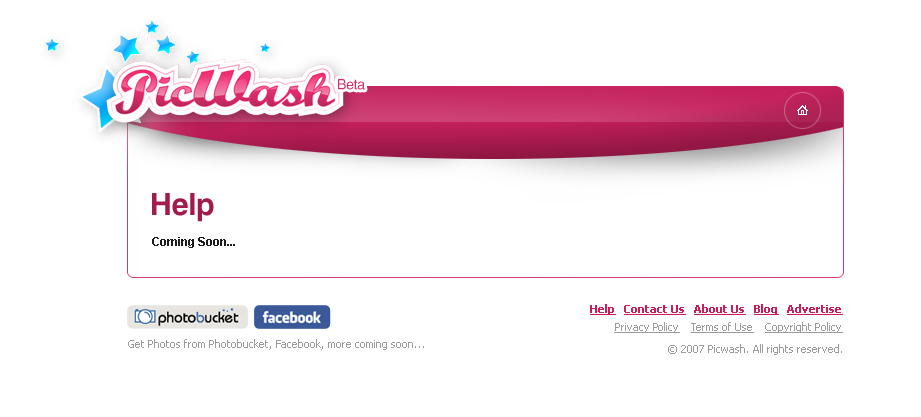 PicWash Beta
Help
Coming Soon...
photobucket facebook
Get Photos from Photobucket, Facebook, more coming soon...
Help Contact Us About Us Blog Advertise
Privacy Policy Terms of Use Copyright Policy
© 2007 Picwash. All rights reserved.